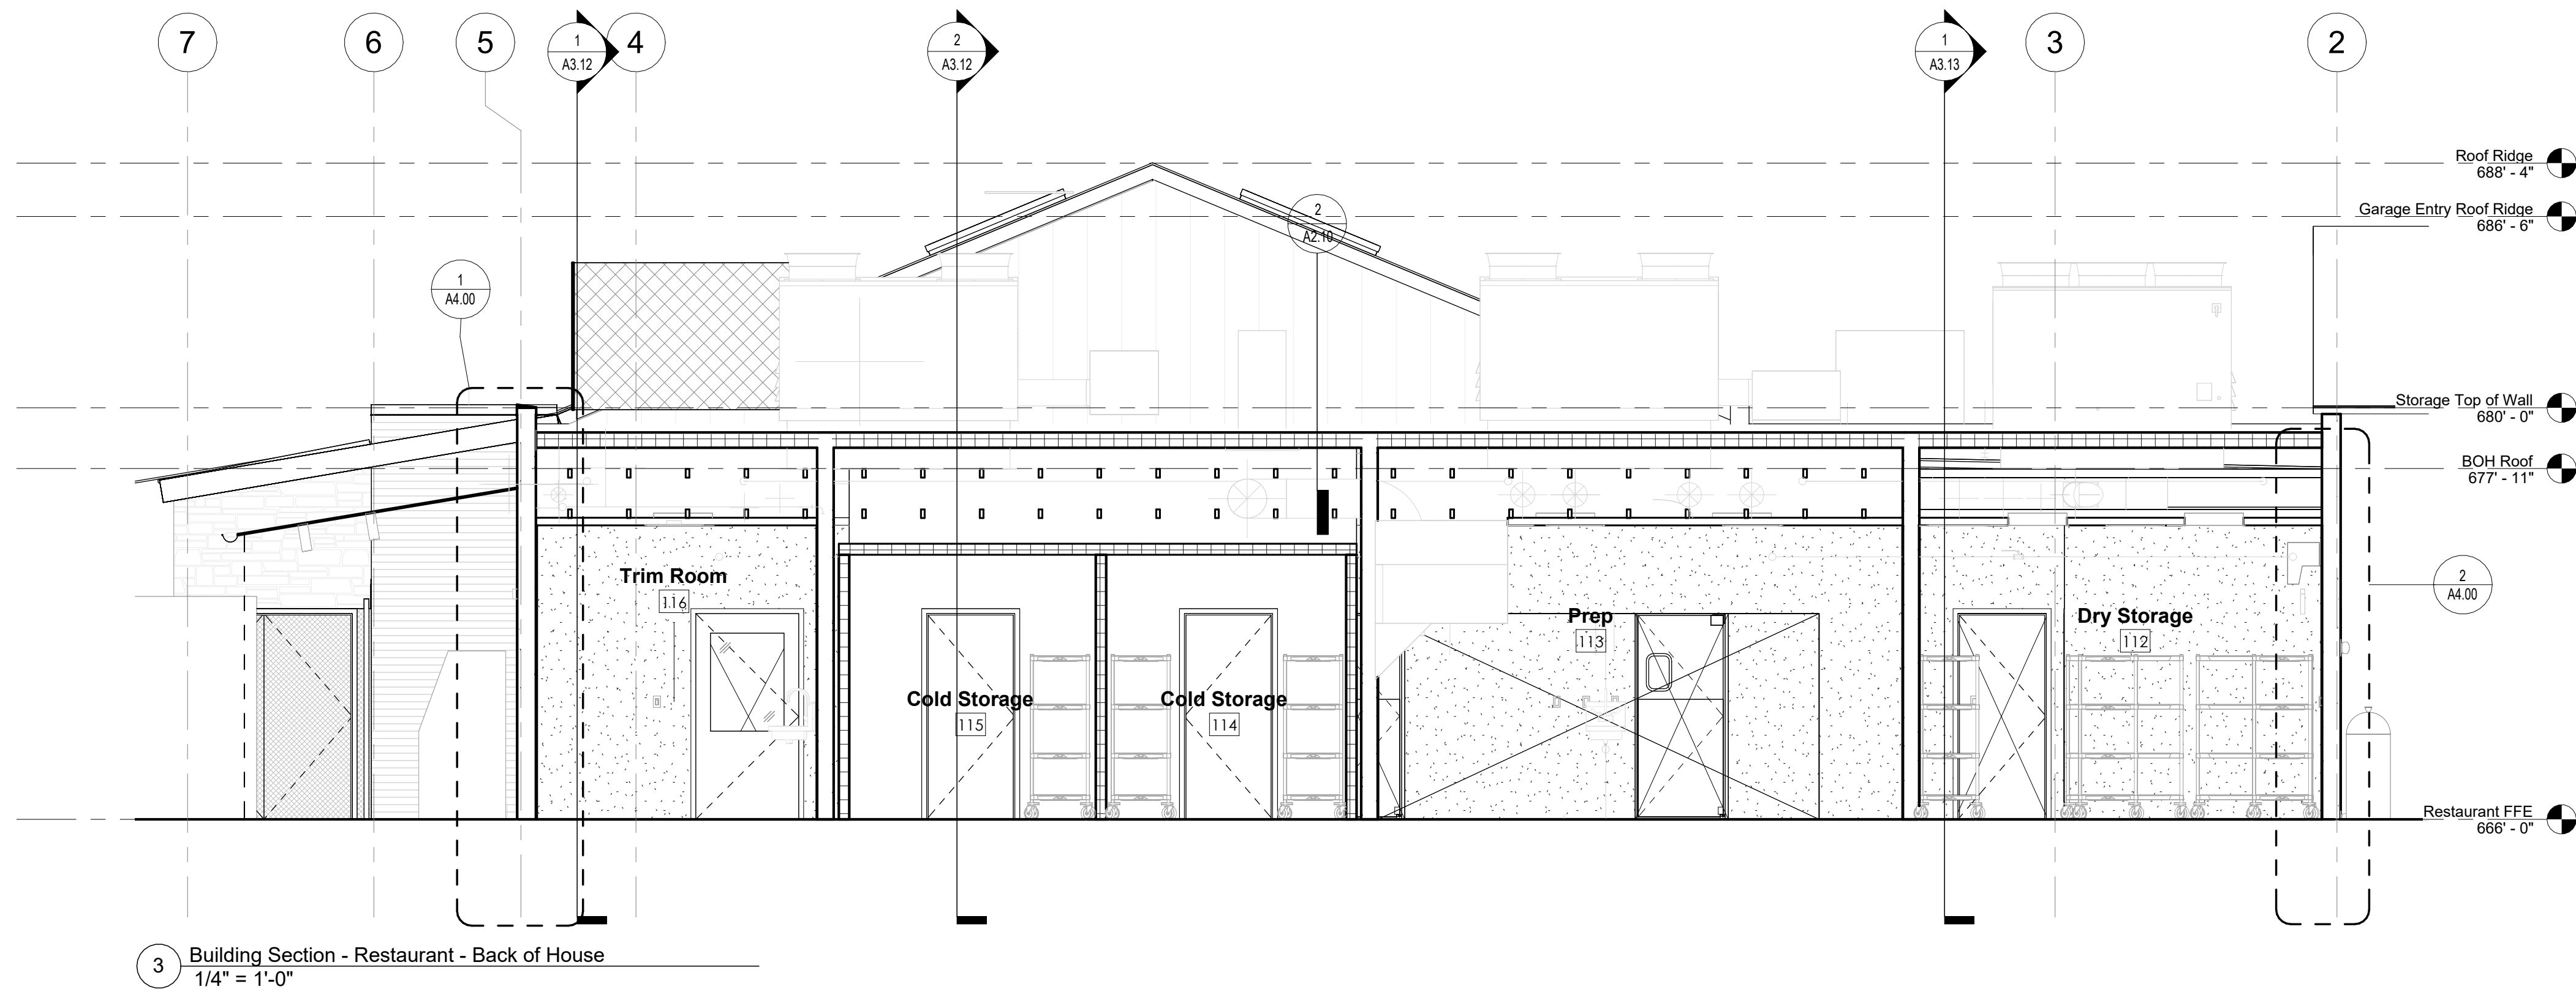 7
6
5
1
A3.12
4
2
A3.12
1
A3.13
3
2
Roof Ridge
688' - 4"
Garage Entry Roof Ridge
686' - 6"
2
A2.10
1
A4.00
Storage Top of Wall
680' - 0"
BOH Roof
677' - 11"
Trim Room
116
2
A4.00
Prep
113
Dry Storage
112
Cold Storage
115
Cold Storage
114
Restaurant FFE
666' - 0"
3
Building Section - Restaurant - Back of House
1/4" = 1'-0"